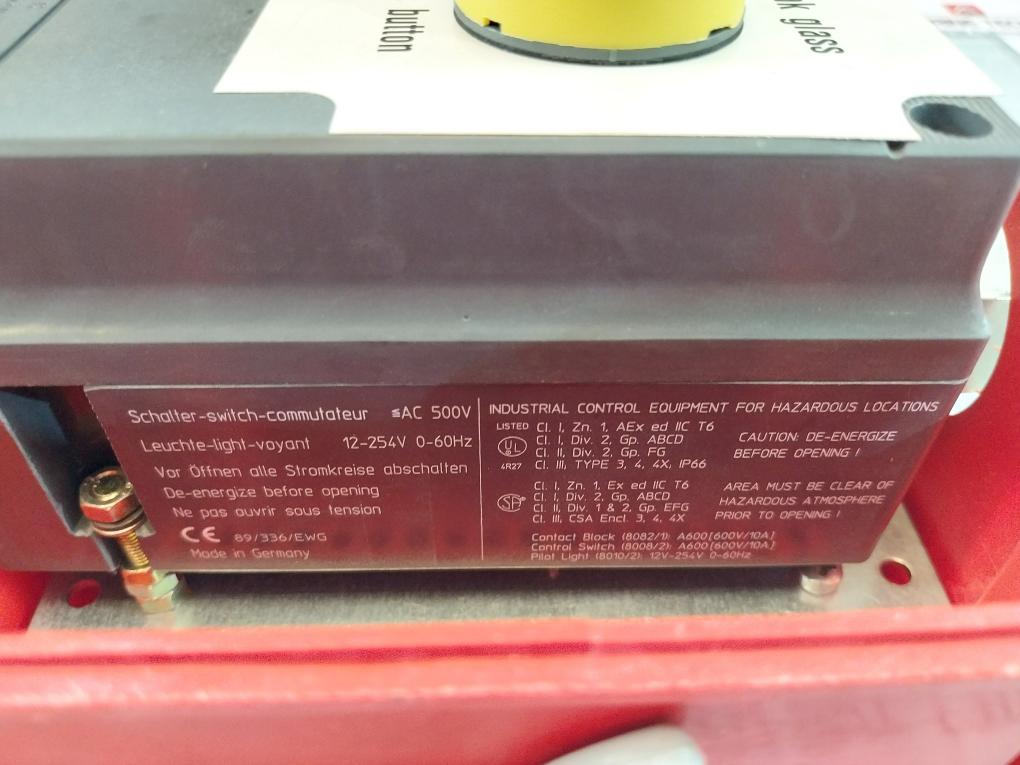 button
k glass
Schalter-switch-commutateur ≤AC 500V
Leuchte-light-voyant 12-254V 0-60Hz
Vor Öffnen alle Stromkreise abschalten
De-energize before opening
Ne pas ouvrir sous tension
CE 89/336/EWG
Made in Germany
INDUSTRIAL CONTROL EQUIPMENT FOR HAZARDOUS LOCATIONS
LISTED
UL
4R27
Cl. I, Zn. 1, AEx ed IIC T6
Cl. I, Div. 2, Gp. ABCD
Cl. II, Div. 2, Gp. FG
Cl. III, TYPE 3, 4, 4X, IP66
CAUTION: DE-ENERGIZE
BEFORE OPENING !
SA
Cl. I, Zn. 1, Ex ed IIC T6
Cl. I, Div. 2, Gp. ABCD
Cl. II, Div. 1 & 2, Gp. EFG
Cl. III, CSA Encl. 3, 4, 4X
AREA MUST BE CLEAR OF
HAZARDOUS ATMOSPHERE
PRIOR TO OPENING !
Contact Block (8082/1): A600(600V/10A)
Control Switch (8008/2): A600(600V/10A)
Pilot Light (8010/2): 12V-254V 0-60Hz